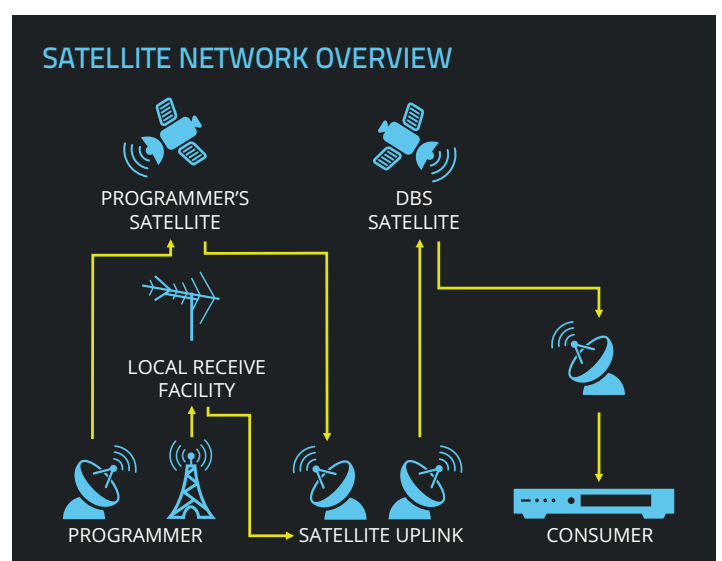 SATELLITE NETWORK OVERVIEW
PROGRAMMER'S
SATELLITE
DBS
SATELLITE
LOCAL RECEIVE
FACILITY
PROGRAMMER
SATELLITE UPLINK
CONSUMER